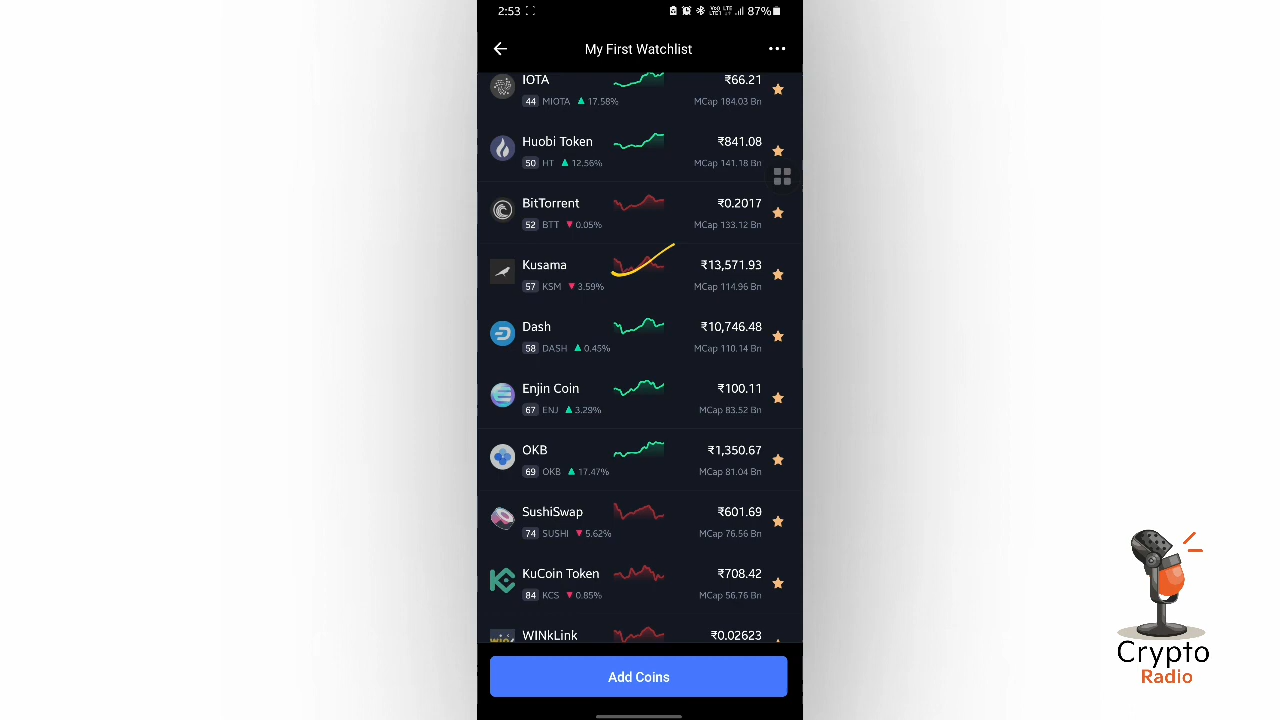 2:53 87%
My First Watchlist
IOTA ₹66.21
44 MIOTA 17.58% MCap 184.03 Bn
Huobi Token ₹841.08
50 HT 12.56% MCap 141.18 Bn
BitTorrent ₹0.2017
52 BTT 0.05% MCap 133.12 Bn
Kusama ₹13,571.93
57 KSM 3.59% MCap 114.96 Bn
Dash ₹10,746.48
58 DASH 0.45% MCap 110.14 Bn
Enjin Coin ₹100.11
67 ENJ 3.29% MCap 83.52 Bn
OKB ₹1,350.67
69 OKB 17.47% MCap 81.04 Bn
SushiSwap ₹601.69
74 SUSHI 5.62% MCap 76.56 Bn
KuCoin Token ₹708.42
84 KCS 0.85% MCap 56.76 Bn
WINkLink ₹0.02623
Add Coins
Crypto
Radio